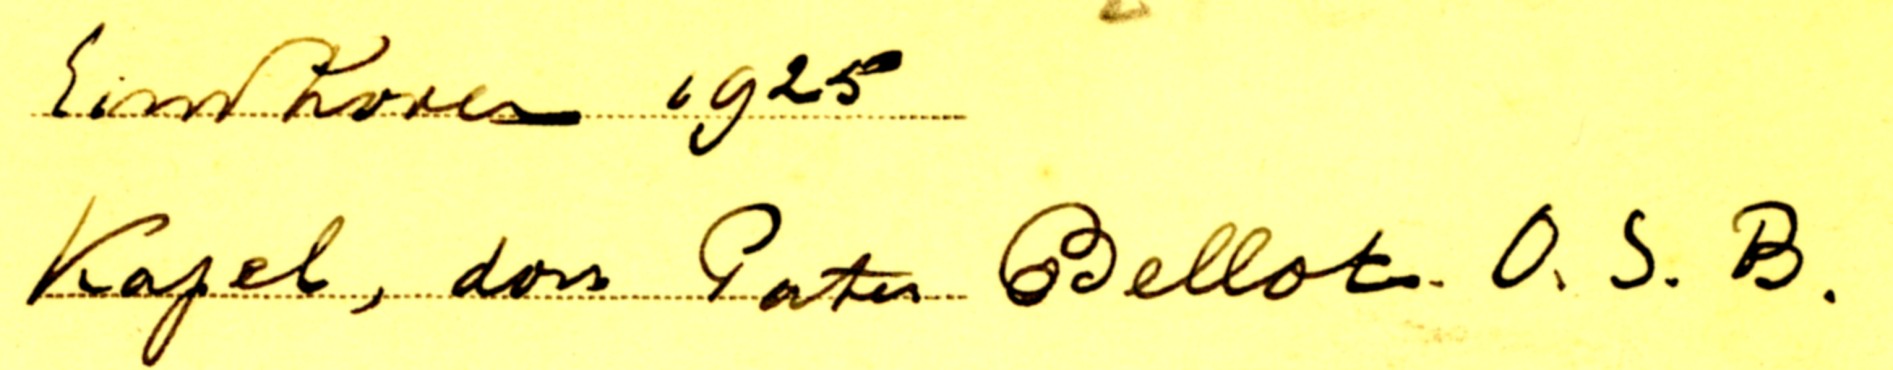 Eindhoven 1925
Kapel, door Pater Bellot. O. S. B.